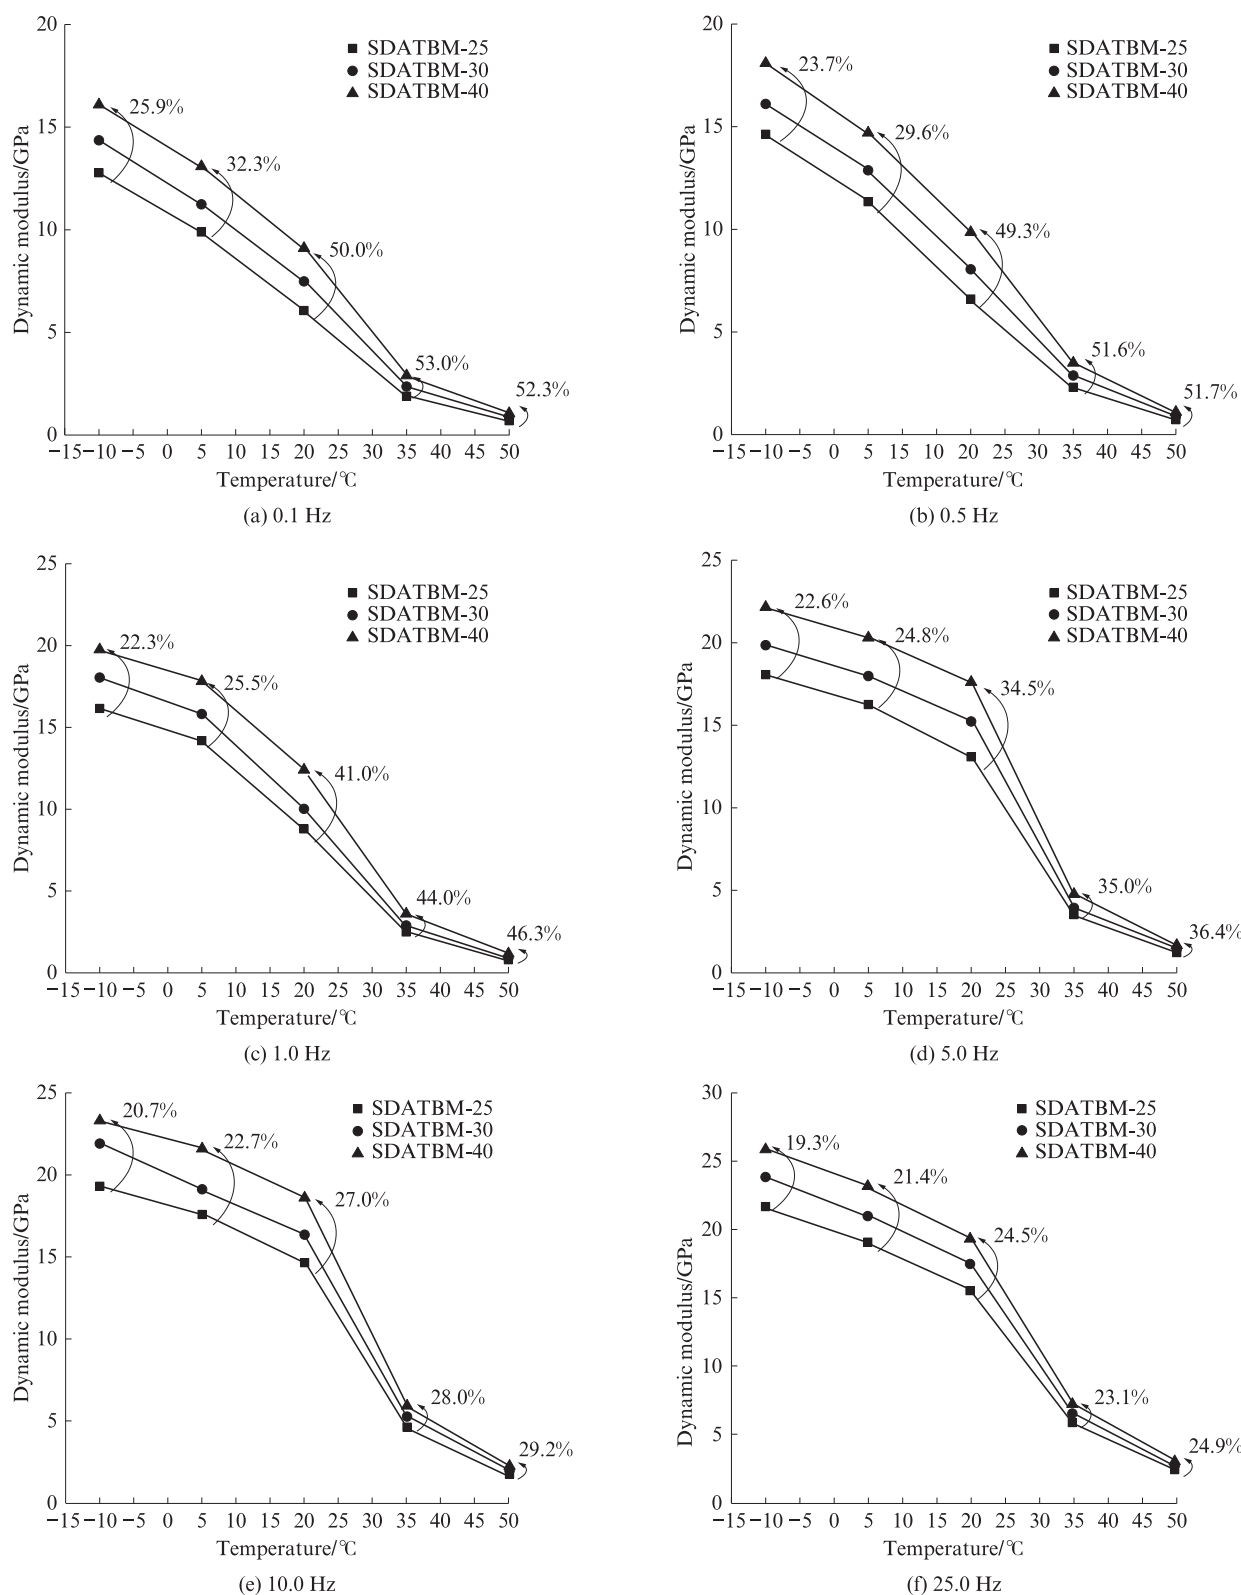 20
15
10
5
0
Dynamic modulus/GPa
SDATBM-25
SDATBM-30
SDATBM-40
25.9%
32.3%
50.0%
53.0%
52.3%
−15 −10 −5 0 5 10 15 20 25 30 35 40 45 50
Temperature/℃
(a) 0.1 Hz
20
15
10
5
0
Dynamic modulus/GPa
SDATBM-25
SDATBM-30
SDATBM-40
23.7%
29.6%
49.3%
51.6%
51.7%
−15 −10 −5 0 5 10 15 20 25 30 35 40 45 50
Temperature/℃
(b) 0.5 Hz
25
20
15
10
5
0
Dynamic modulus/GPa
SDATBM-25
SDATBM-30
SDATBM-40
22.3%
25.5%
41.0%
44.0%
46.3%
−15 −10 −5 0 5 10 15 20 25 30 35 40 45 50
Temperature/℃
(c) 1.0 Hz
25
20
15
10
5
0
Dynamic modulus/GPa
SDATBM-25
SDATBM-30
SDATBM-40
22.6%
24.8%
34.5%
35.0%
36.4%
−15 −10 −5 0 5 10 15 20 25 30 35 40 45 50
Temperature/℃
(d) 5.0 Hz
25
20
15
10
5
0
Dynamic modulus/GPa
SDATBM-25
SDATBM-30
SDATBM-40
20.7%
22.7%
27.0%
28.0%
29.2%
−15 −10 −5 0 5 10 15 20 25 30 35 40 45 50
Temperature/℃
(e) 10.0 Hz
30
25
20
15
10
5
0
Dynamic modulus/GPa
SDATBM-25
SDATBM-30
SDATBM-40
19.3%
21.4%
24.5%
23.1%
24.9%
−15 −10 −5 0 5 10 15 20 25 30 35 40 45 50
Temperature/℃
(f) 25.0 Hz